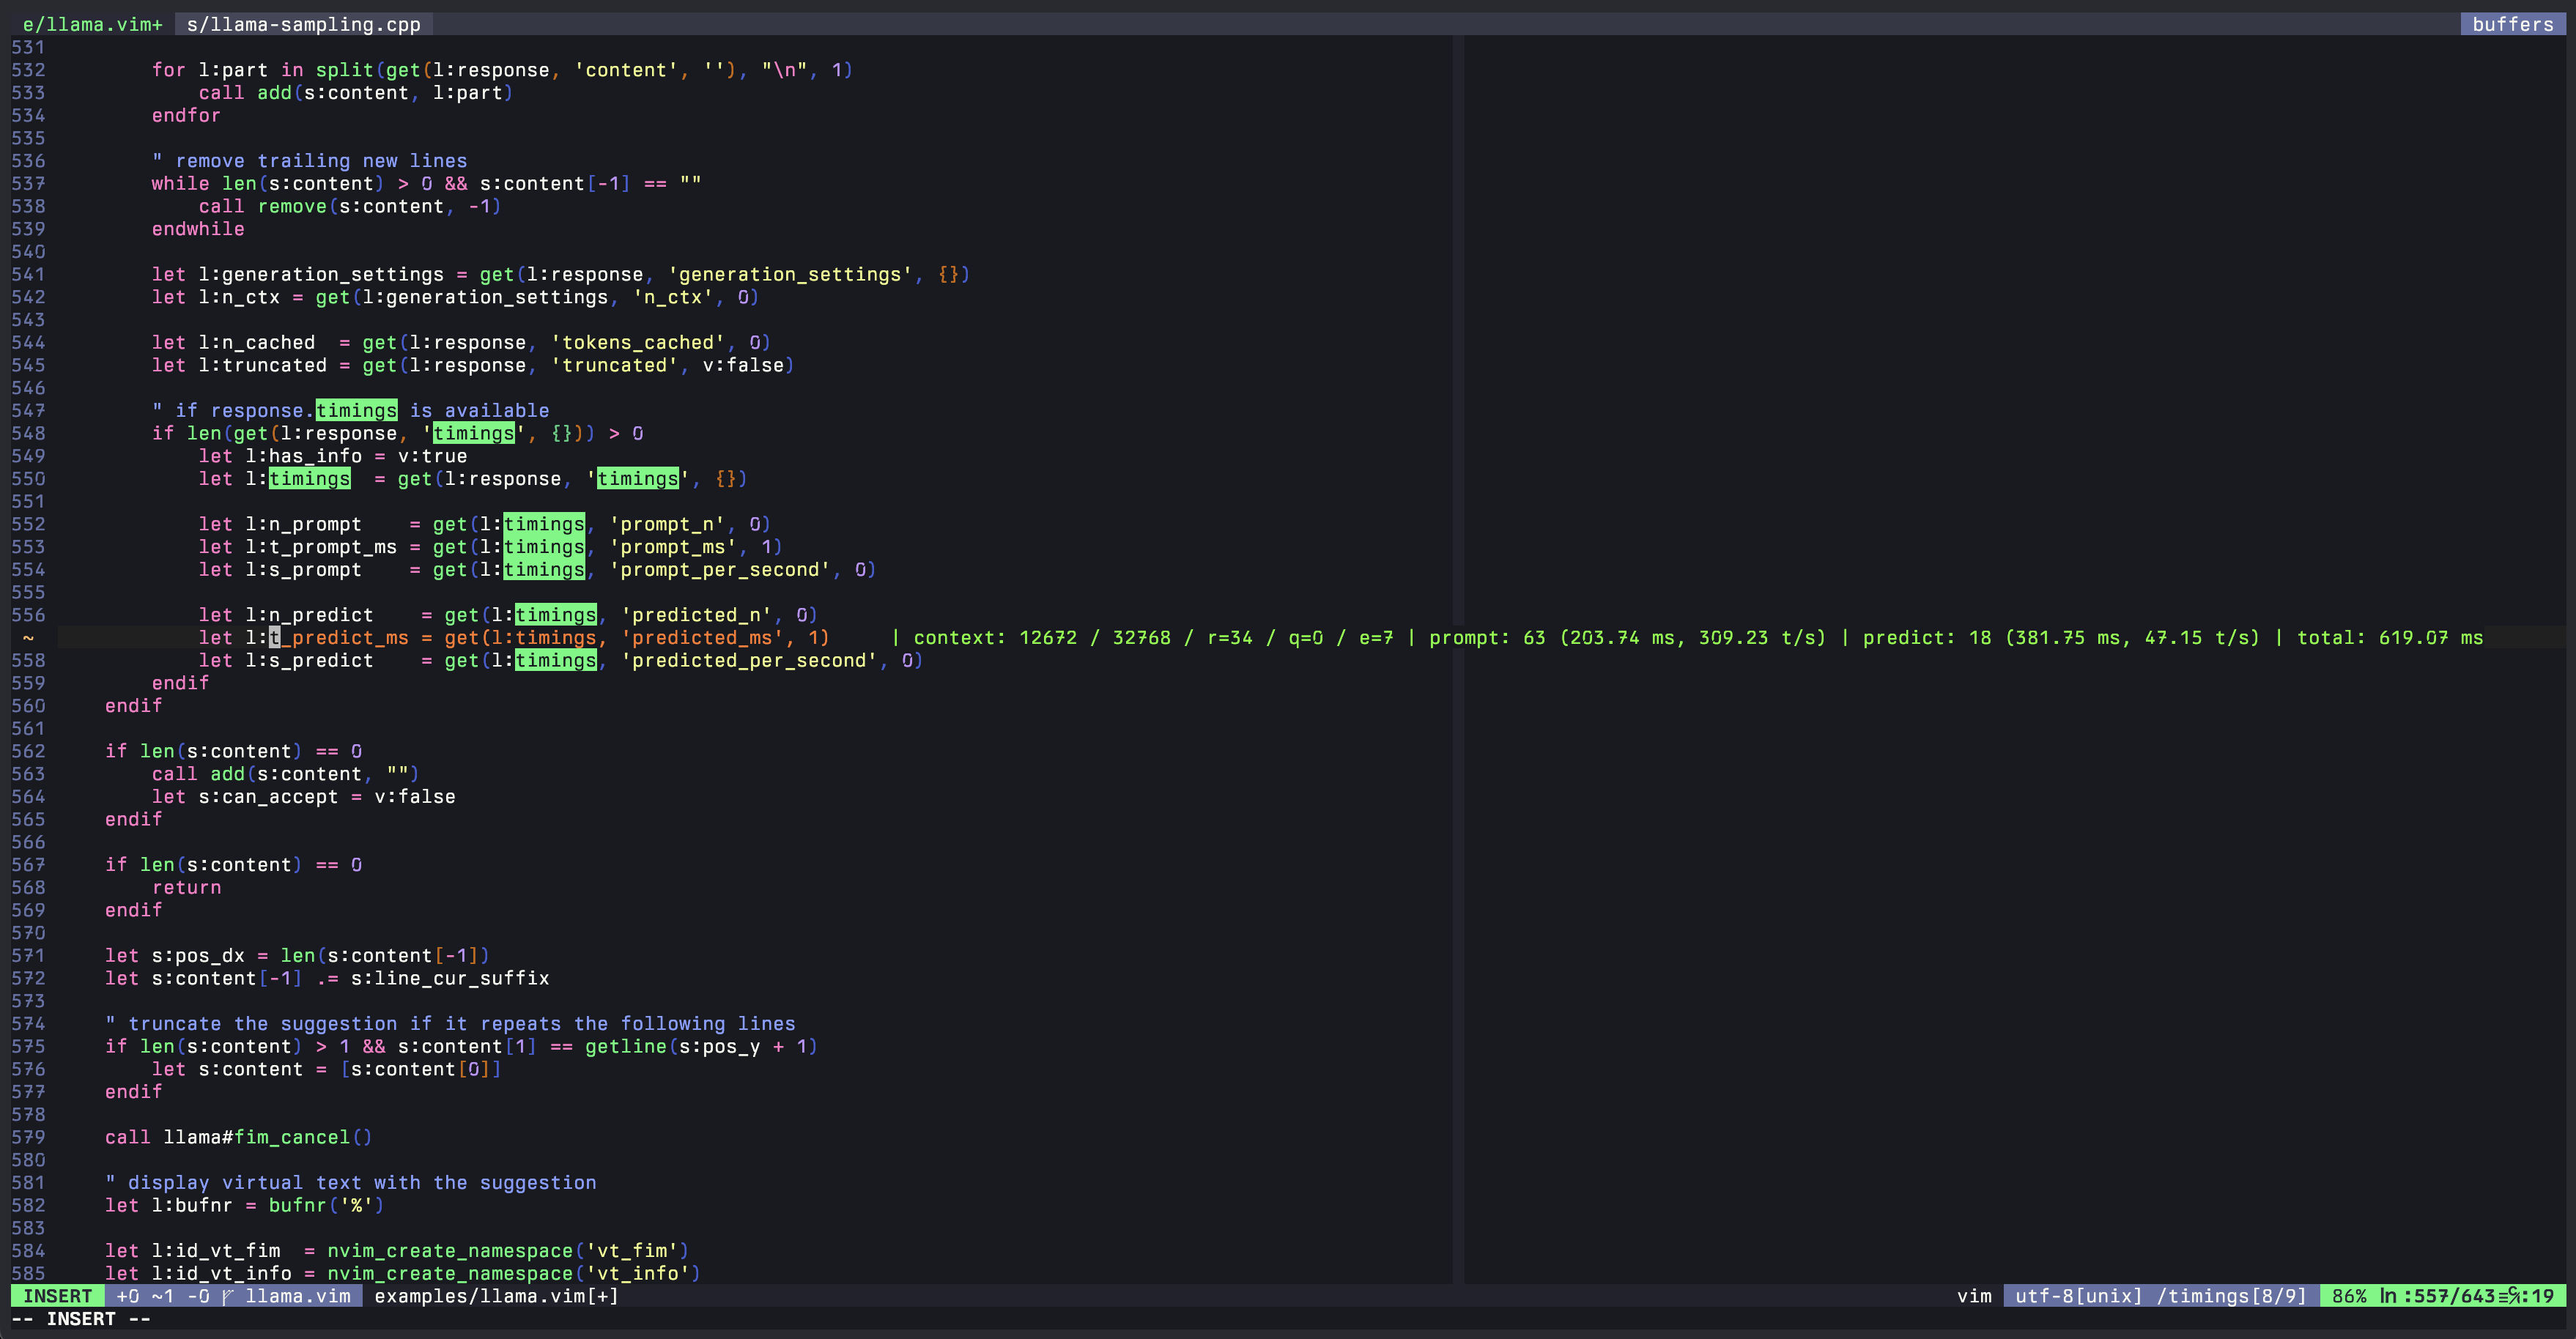 e/llama.vim+  s/llama-sampling.cpp  buffers
531
532         for l:part in split(get(l:response, 'content', ''), "\n", 1)
533             call add(s:content, l:part)
534         endfor
535
536         " remove trailing new lines
537         while len(s:content) > 0 && s:content[-1] == ""
538             call remove(s:content, -1)
539         endwhile
540
541         let l:generation_settings = get(l:response, 'generation_settings', {})
542         let l:n_ctx = get(l:generation_settings, 'n_ctx', 0)
543
544         let l:n_cached  = get(l:response, 'tokens_cached', 0)
545         let l:truncated = get(l:response, 'truncated', v:false)
546
547         " if response.timings is available
548         if len(get(l:response, 'timings', {})) > 0
549             let l:has_info = v:true
550             let l:timings  = get(l:response, 'timings', {})
551
552             let l:n_prompt    = get(l:timings, 'prompt_n', 0)
553             let l:t_prompt_ms = get(l:timings, 'prompt_ms', 1)
554             let l:s_prompt    = get(l:timings, 'prompt_per_second', 0)
555
556             let l:n_predict    = get(l:timings, 'predicted_n', 0)
~             let l:t_predict_ms = get(l:timings, 'predicted_ms', 1)     | context: 12672 / 32768 / r=34 / q=0 / e=7 | prompt: 63 (203.74 ms, 309.23 t/s) | predict: 18 (381.75 ms, 47.15 t/s) | total: 619.07 ms
558             let l:s_predict    = get(l:timings, 'predicted_per_second', 0)
559         endif
560     endif
561
562     if len(s:content) == 0
563         call add(s:content, "")
564         let s:can_accept = v:false
565     endif
566
567     if len(s:content) == 0
568         return
569     endif
570
571     let s:pos_dx = len(s:content[-1])
572     let s:content[-1] .= s:line_cur_suffix
573
574     " truncate the suggestion if it repeats the following lines
575     if len(s:content) > 1 && s:content[1] == getline(s:pos_y + 1)
576         let s:content = [s:content[0]]
577     endif
578
579     call llama#fim_cancel()
580
581     " display virtual text with the suggestion
582     let l:bufnr = bufnr('%')
583
584     let l:id_vt_fim  = nvim_create_namespace('vt_fim')
585     let l:id_vt_info = nvim_create_namespace('vt_info')
INSERT  +0 ~1 -0 llama.vim  examples/llama.vim[+]  vim  utf-8[unix] /timings[8/9]  86% ln :557/643≡℅:19
-- INSERT --